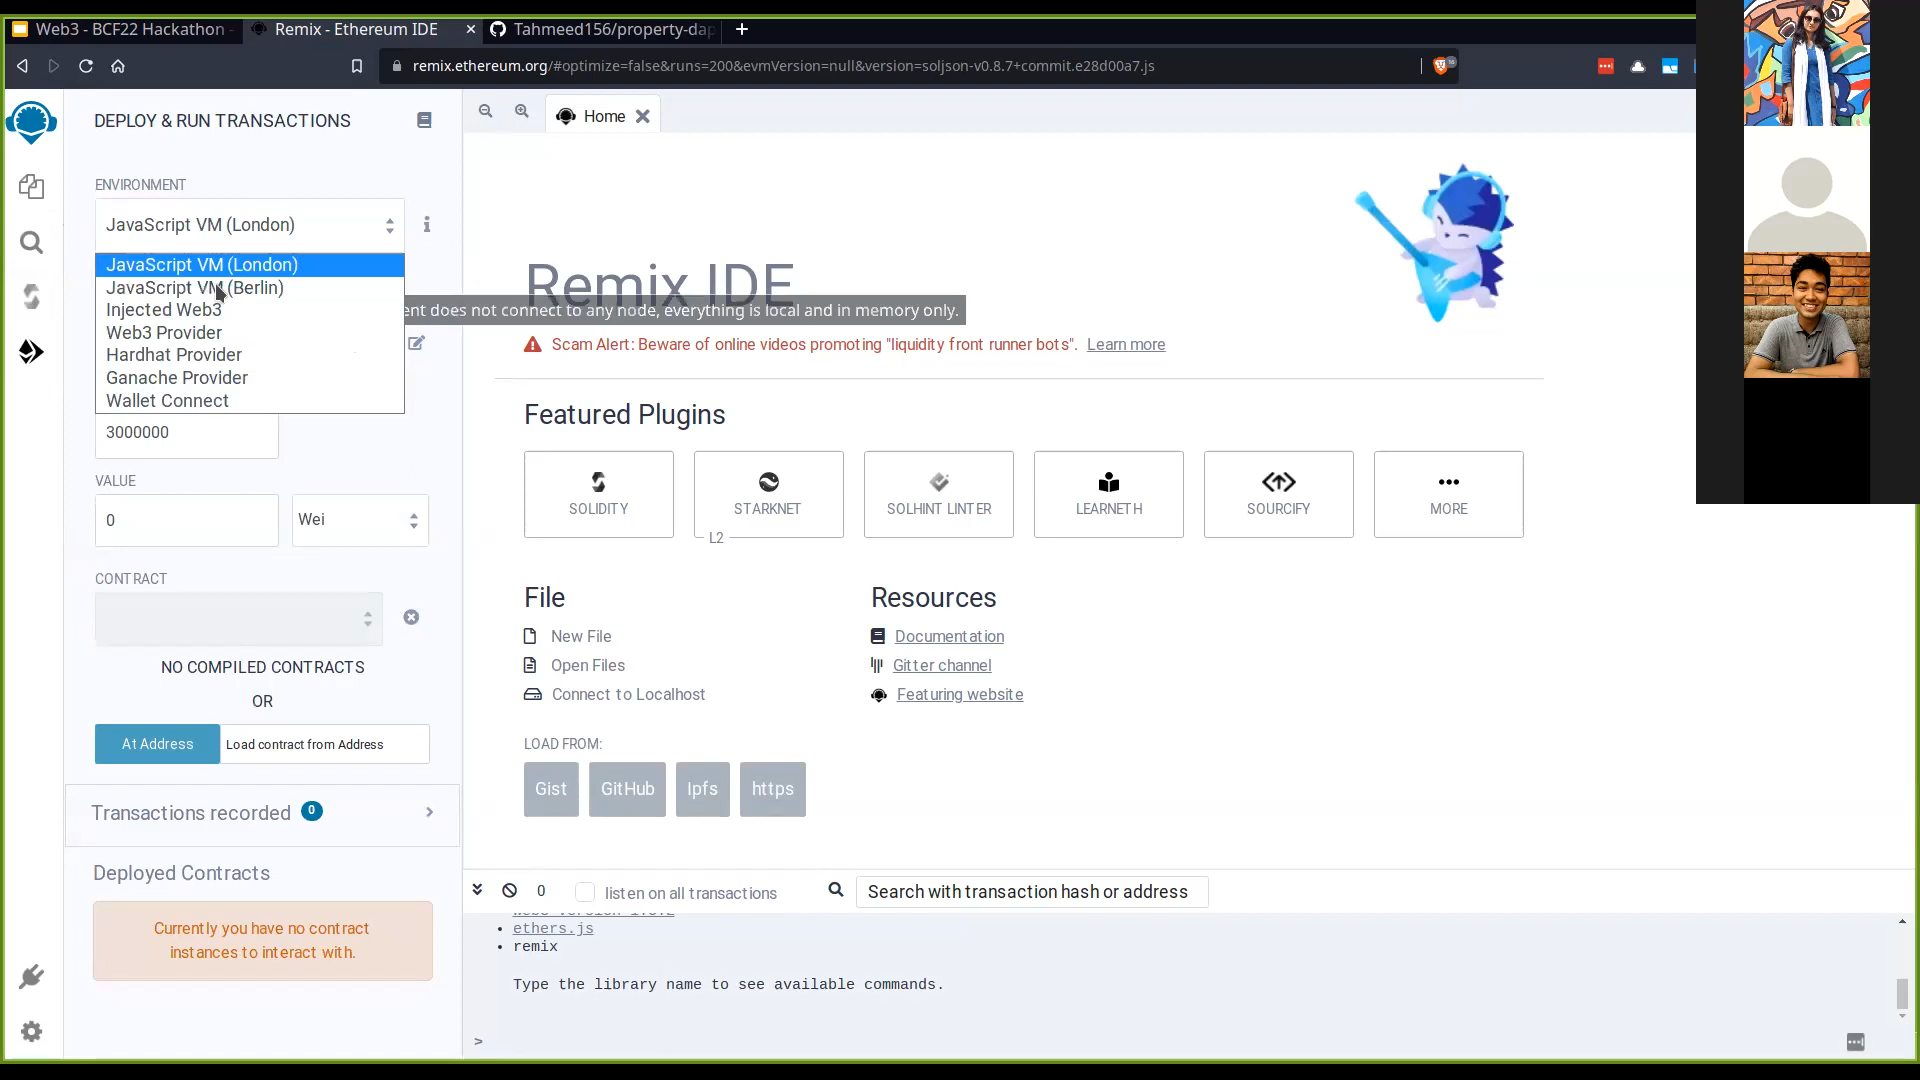 Web3 - BCF22 Hackathon -
Remix - Ethereum IDE
Tahmeed156/property-dap
remix.ethereum.org/#optimize=false&runs=200&evmVersion=null&version=soljson-v0.8.7+commit.e28d00a7.js
DEPLOY & RUN TRANSACTIONS
ENVIRONMENT
JavaScript VM (London)
JavaScript VM (London)
JavaScript VM (Berlin)
Injected Web3
Web3 Provider
Hardhat Provider
Ganache Provider
Wallet Connect
3000000
VALUE
0
Wei
CONTRACT
NO COMPILED CONTRACTS
OR
At Address
Load contract from Address
Transactions recorded 0
Deployed Contracts
Currently you have no contract
instances to interact with.
Home
Remix IDE
ent does not connect to any node, everything is local and in memory only.
Scam Alert: Beware of online videos promoting "liquidity front runner bots". Learn more
Featured Plugins
SOLIDITY
STARKNET
L2
SOLHINT LINTER
LEARNETH
SOURCIFY
MORE
File
New File
Open Files
Connect to Localhost
Resources
Documentation
Gitter channel
Featuring website
LOAD FROM:
Gist
GitHub
Ipfs
https
0
listen on all transactions
Search with transaction hash or address
• ethers.js
• remix
Type the library name to see available commands.
>